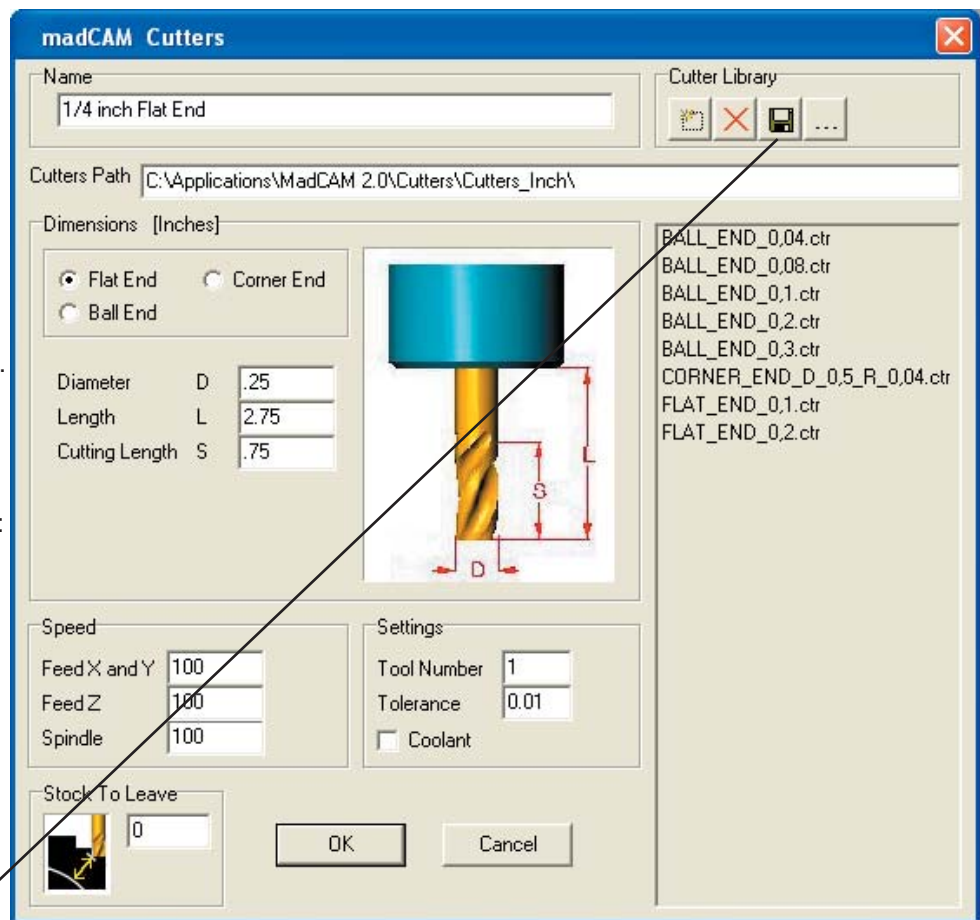 madCAM Cutters
Name
1/4 inch Flat End
Cutter Library
...
Cutters Path C:\Applications\MadCAM 2.0\Cutters\Cutters_Inch\
Dimensions [Inches]
Flat End
Corner End
Ball End
Diameter D .25
Length L 2.75
Cutting Length S .75
L
S
D
BALL_END_0,04.ctr
BALL_END_0,08.ctr
BALL_END_0,1.ctr
BALL_END_0,2.ctr
BALL_END_0,3.ctr
CORNER_END_D_0,5_R_0,04.ctr
FLAT_END_0,1.ctr
FLAT_END_0,2.ctr
Speed
Feed X and Y 100
Feed Z 100
Spindle 100
Settings
Tool Number 1
Tolerance 0.01
Coolant
Stock To Leave
0
OK
Cancel